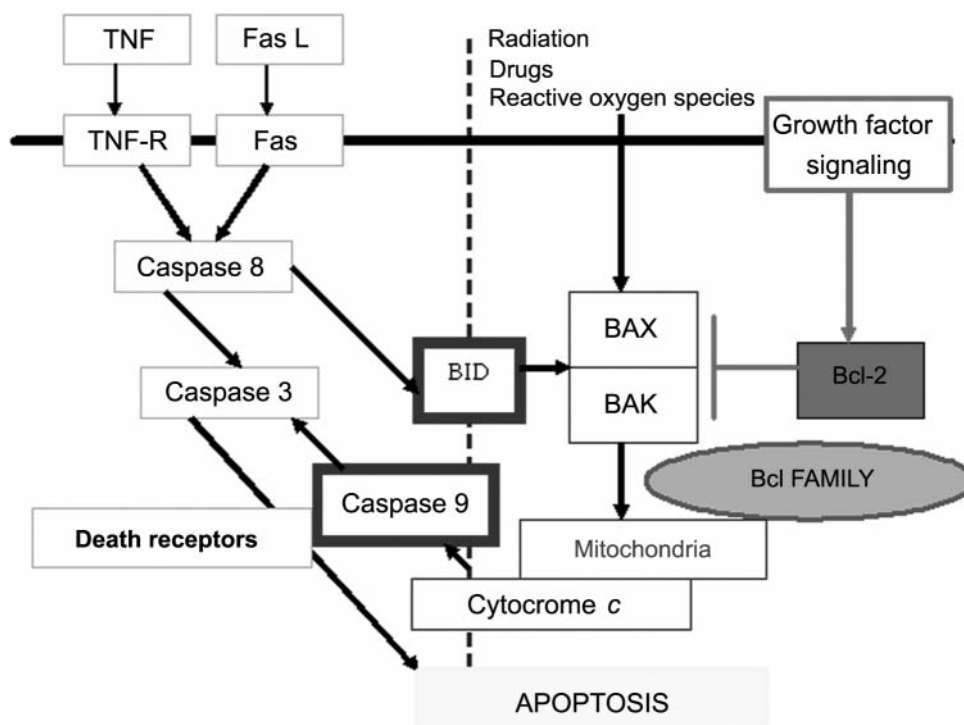 TNF
Fas L
Radiation
Drugs
Reactive oxygen species
TNF-R
Fas
Growth factor
signaling
Caspase 8
BAX
BID
Bcl-2
Caspase 3
BAK
Bcl FAMILY
Caspase 9
Death receptors
Mitochondria
Cytocrome c
APOPTOSIS